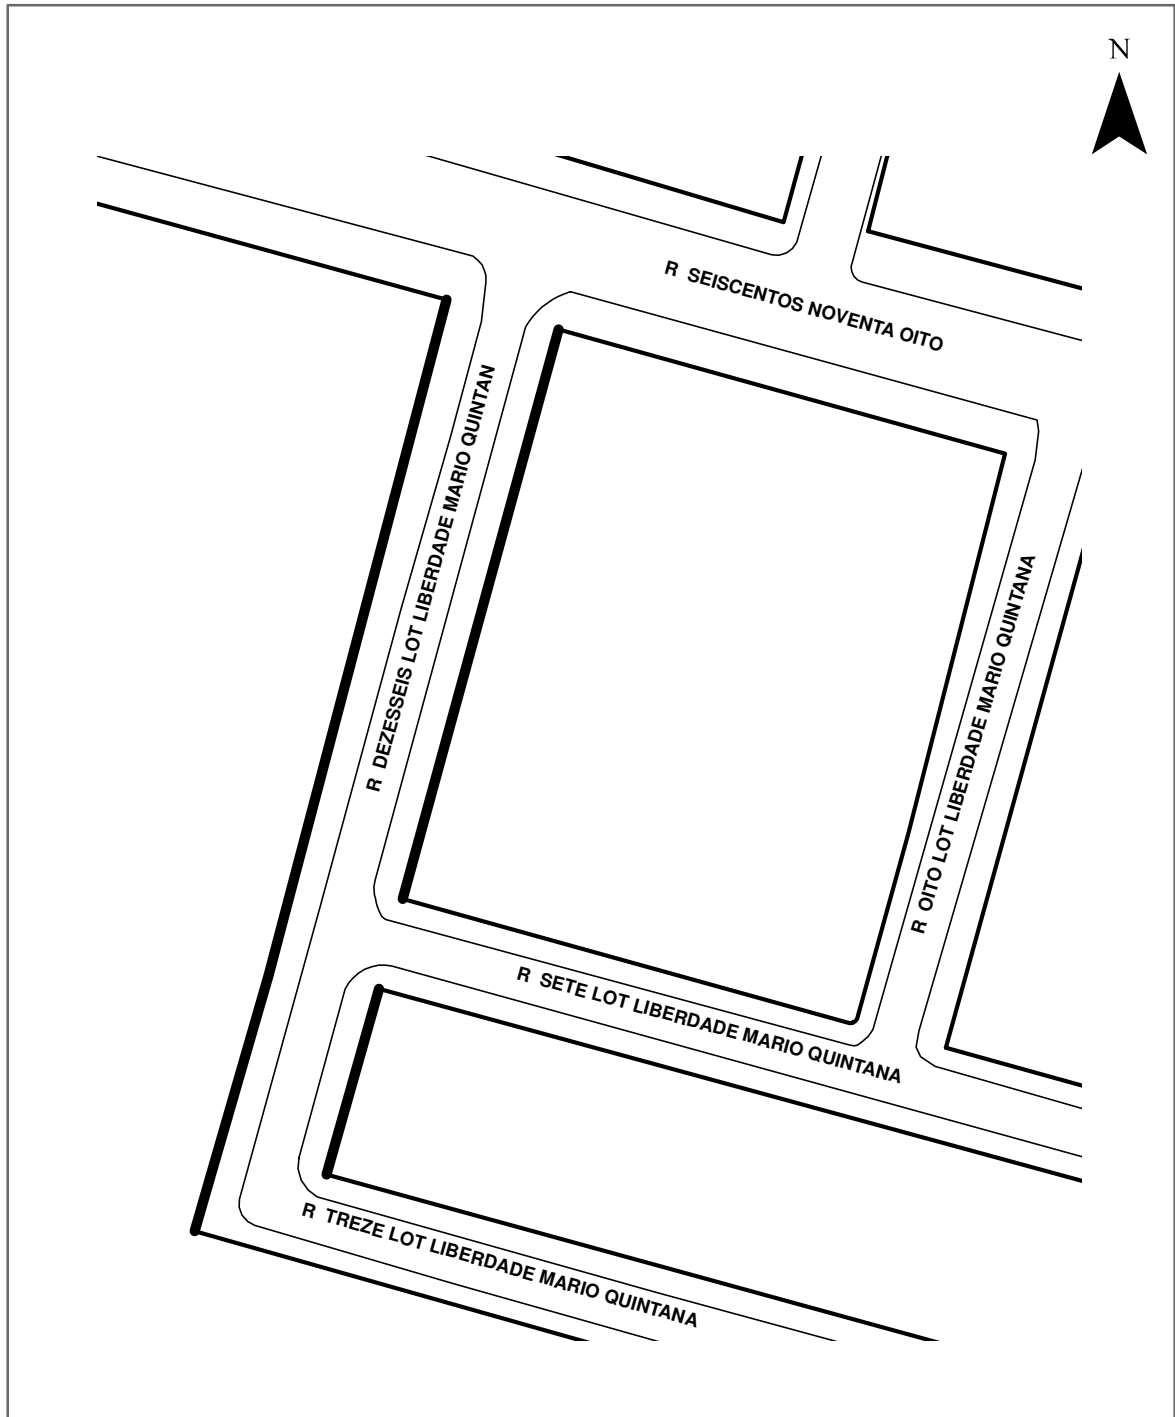 N
R SEISCENTOS NOVENTA OITO
R DEZESSEIS LOT LIBERDADE MARIO QUINTAN
R OITO LOT LIBERDADE MARIO QUINTANA
R SETE LOT LIBERDADE MARIO QUINTANA
R TREZE LOT LIBERDADE MARIO QUINTANA